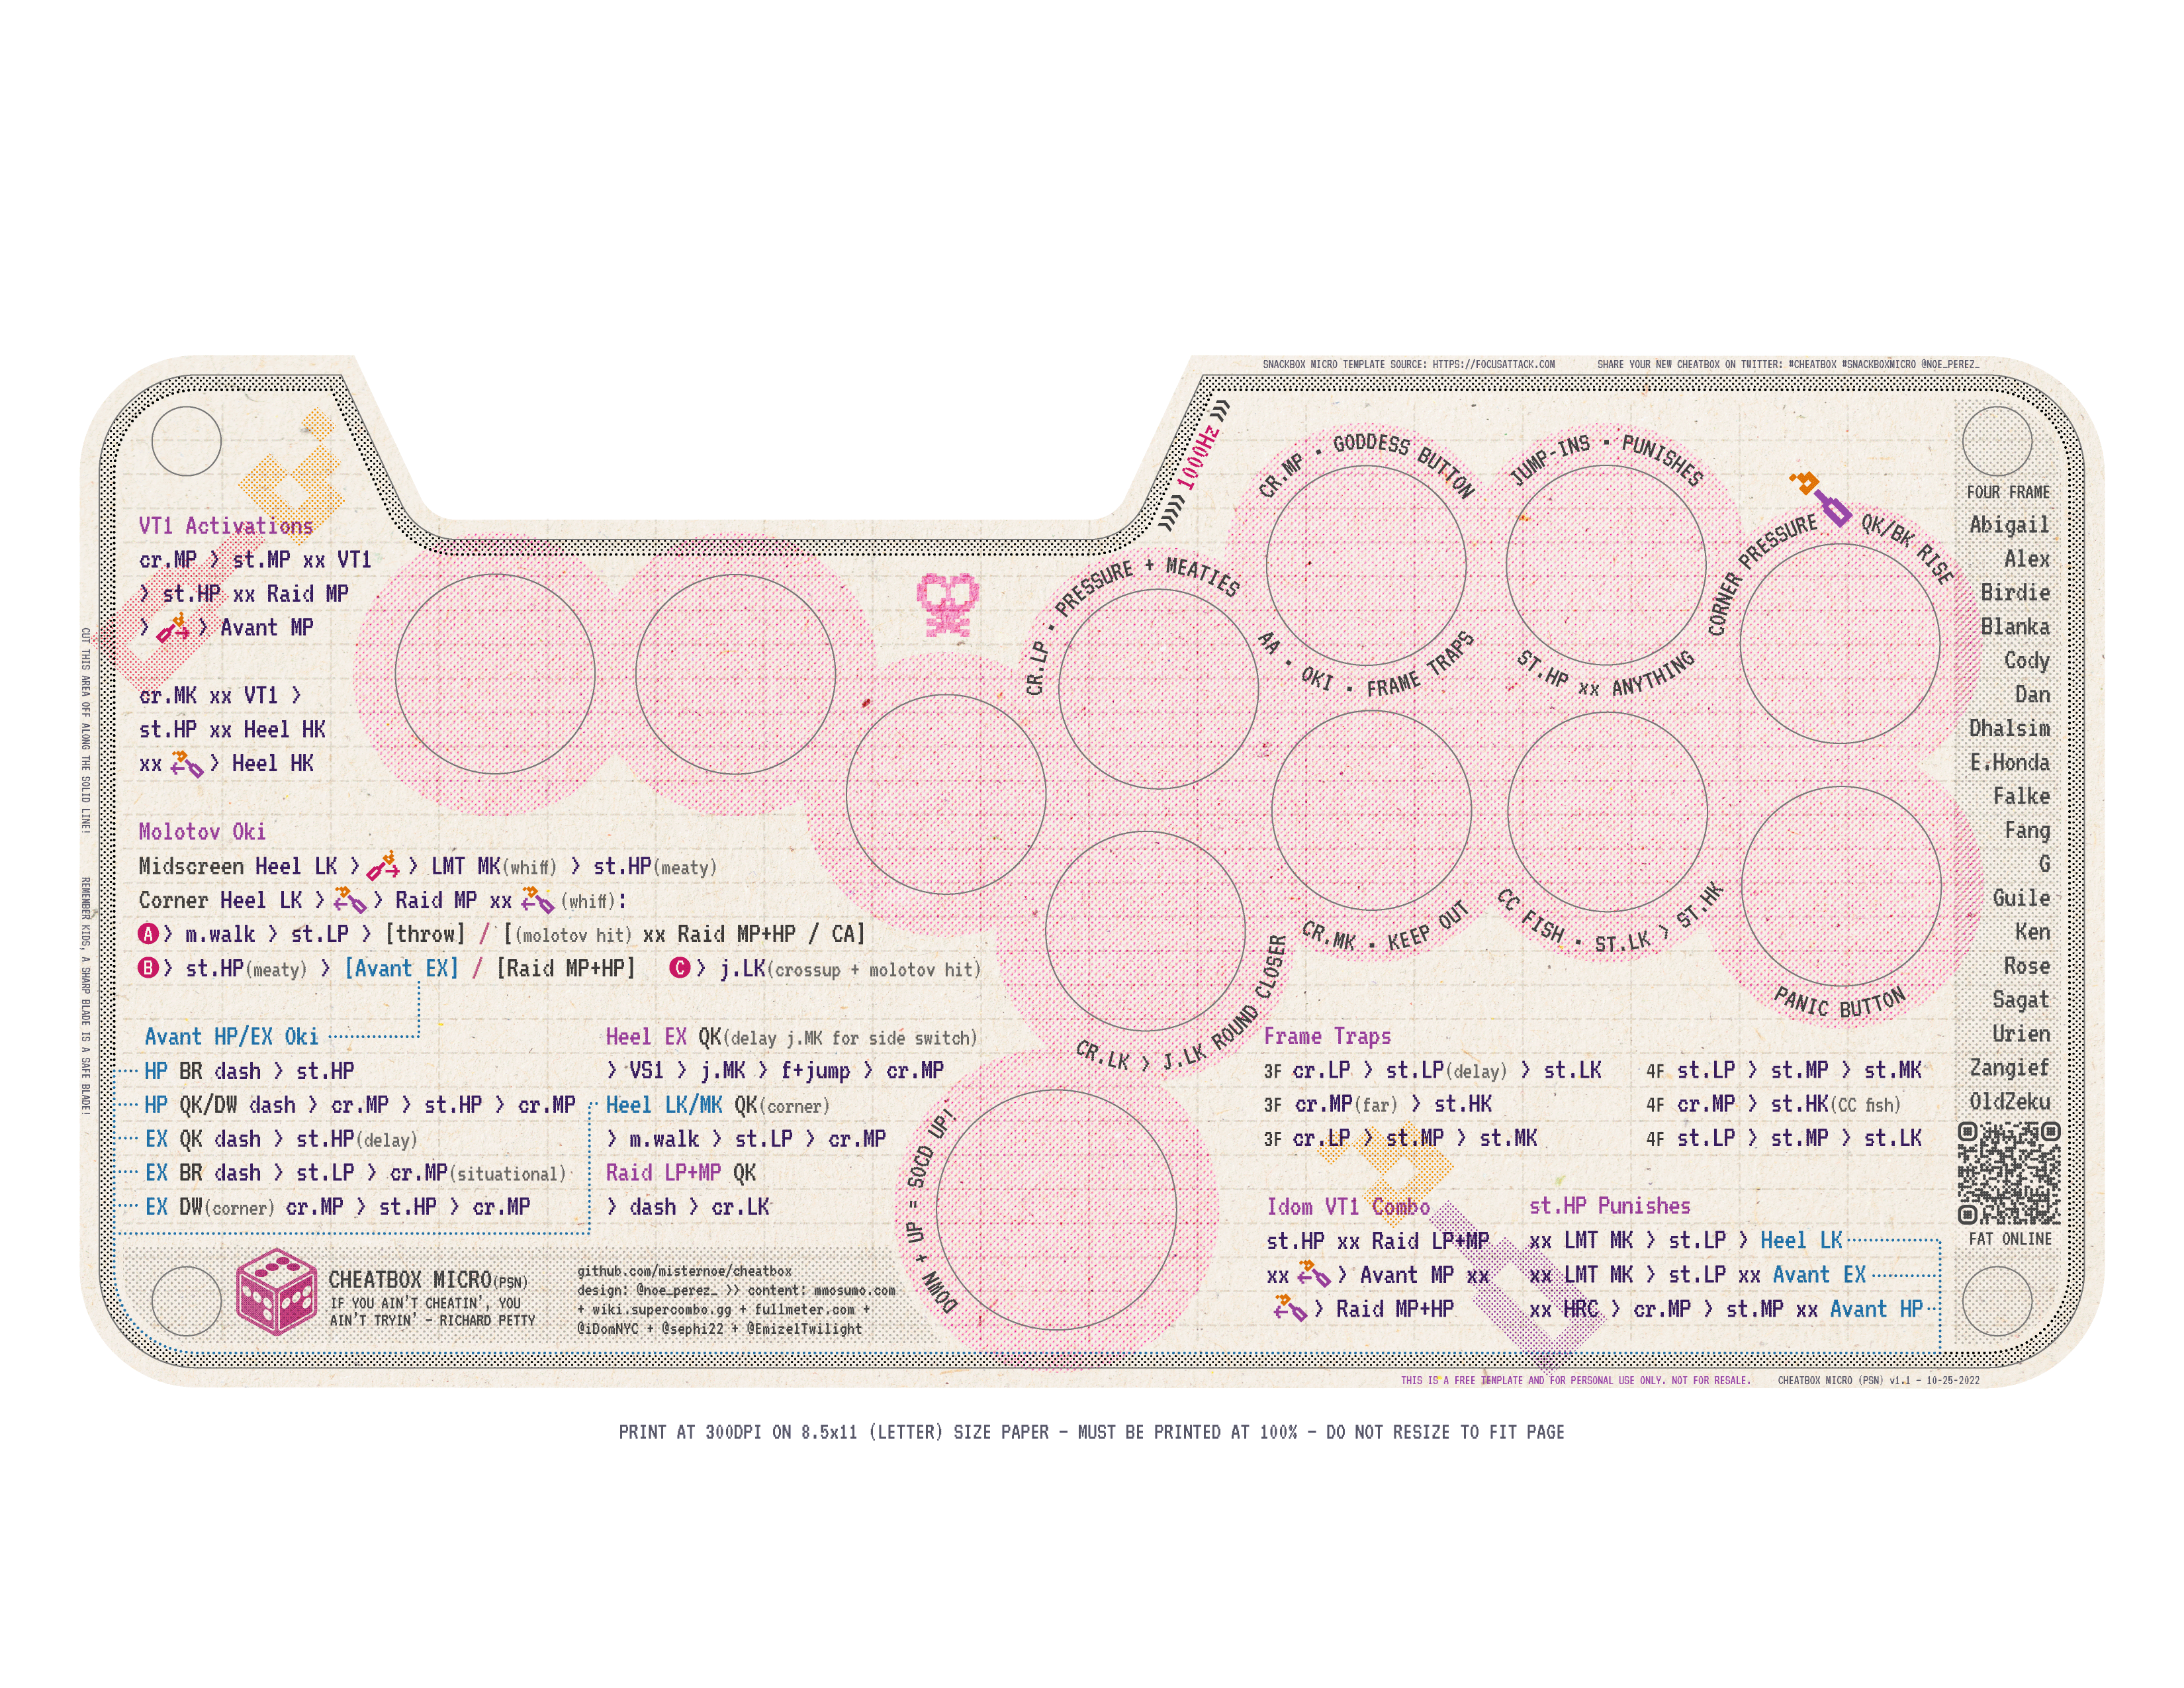 SNACKBOX MICRO TEMPLATE SOURCE: HTTPS://FOCUSATTACK.COM
SHARE YOUR NEW CHEATBOX ON TWITTER: #CHEATBOX #SNACKBOXMICRO @NOE_PEREZ_
CUT THIS AREA OFF ALONG THE SOLID LINE!
REMEMBER KIDS, A SHARP BLADE IS A SAFE BLADE!
VT1 Activations
cr.MP > st.MP xx VT1
> st.HP xx Raid MP
> > Avant MP
cr.MK xx VT1 >
st.HP xx Heel HK
xx > Heel HK
>>>>> 1000Hz >>>
CR.LP · PRESSURE + MEATIES
CR.MP · GODDESS BUTTON
AA · OKI · FRAME TRAPS
JUMP-INS · PUNISHES
ST.HP xx ANYTHING
CORNER PRESSURE QK/BK RISE
CR.LK > J.LK ROUND CLOSER
CR.MK · KEEP OUT
CC FISH · ST.LK > ST.HK
PANIC BUTTON
DOWN + UP = SOCD UP!
Molotov Oki
Midscreen Heel LK > > LMT MK(whiff) > st.HP(meaty)
Corner Heel LK > > Raid MP xx (whiff):
A > m.walk > st.LP > [throw] / [(molotov hit) xx Raid MP+HP / CA]
B > st.HP(meaty) > [Avant EX] / [Raid MP+HP] C > j.LK(crossup + molotov hit)
Avant HP/EX Oki
HP BR dash > st.HP
HP QK/DW dash > cr.MP > st.HP > cr.MP
EX QK dash > st.HP(delay)
EX BR dash > st.LP > cr.MP(situational)
EX DW(corner) cr.MP > st.HP > cr.MP
Heel EX QK(delay j.MK for side switch)
> VS1 > j.MK > f+jump > cr.MP
Heel LK/MK QK(corner)
> m.walk > st.LP > cr.MP
Raid LP+MP QK
> dash > cr.LK
Frame Traps
3F cr.LP > st.LP(delay) > st.LK
3F cr.MP(far) > st.HK
3F cr.LP > st.MP > st.MK
4F st.LP > st.MP > st.MK
4F cr.MP > st.HK(CC fish)
4F st.LP > st.MP > st.LK
Idom VT1 Combo
st.HP xx Raid LP+MP
xx > Avant MP xx
> Raid MP+HP
st.HP Punishes
xx LMT MK > st.LP > Heel LK
xx LMT MK > st.LP xx Avant EX
xx HRC > cr.MP > st.MP xx Avant HP
FOUR FRAME
Abigail
Alex
Birdie
Blanka
Cody
Dan
Dhalsim
E.Honda
Falke
Fang
G
Guile
Ken
Rose
Sagat
Urien
Zangief
OldZeku
FAT ONLINE
CHEATBOX MICRO(PSN)
IF YOU AIN'T CHEATIN', YOU
AIN'T TRYIN' - RICHARD PETTY
github.com/misternoe/cheatbox
design: @noe_perez_ >> content: mmosumo.com
+ wiki.supercombo.gg + fullmeter.com +
@iDomNYC + @sephi22 + @EmizelTwilight
THIS IS A FREE TEMPLATE AND FOR PERSONAL USE ONLY. NOT FOR RESALE.
CHEATBOX MICRO (PSN) v1.1 - 10-25-2022
PRINT AT 300DPI ON 8.5x11 (LETTER) SIZE PAPER - MUST BE PRINTED AT 100% - DO NOT RESIZE TO FIT PAGE